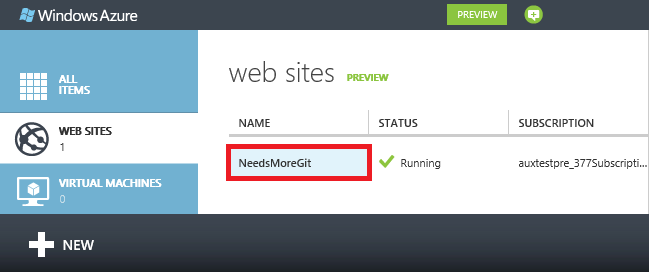 Windows Azure
PREVIEW
ALL
ITEMS
WEB SITES
1
VIRTUAL MACHINES
0
web sites PREVIEW
NAME STATUS SUBSCRIPTION
NeedsMoreGit Running auxtestpre_377Subscripti...
NEW